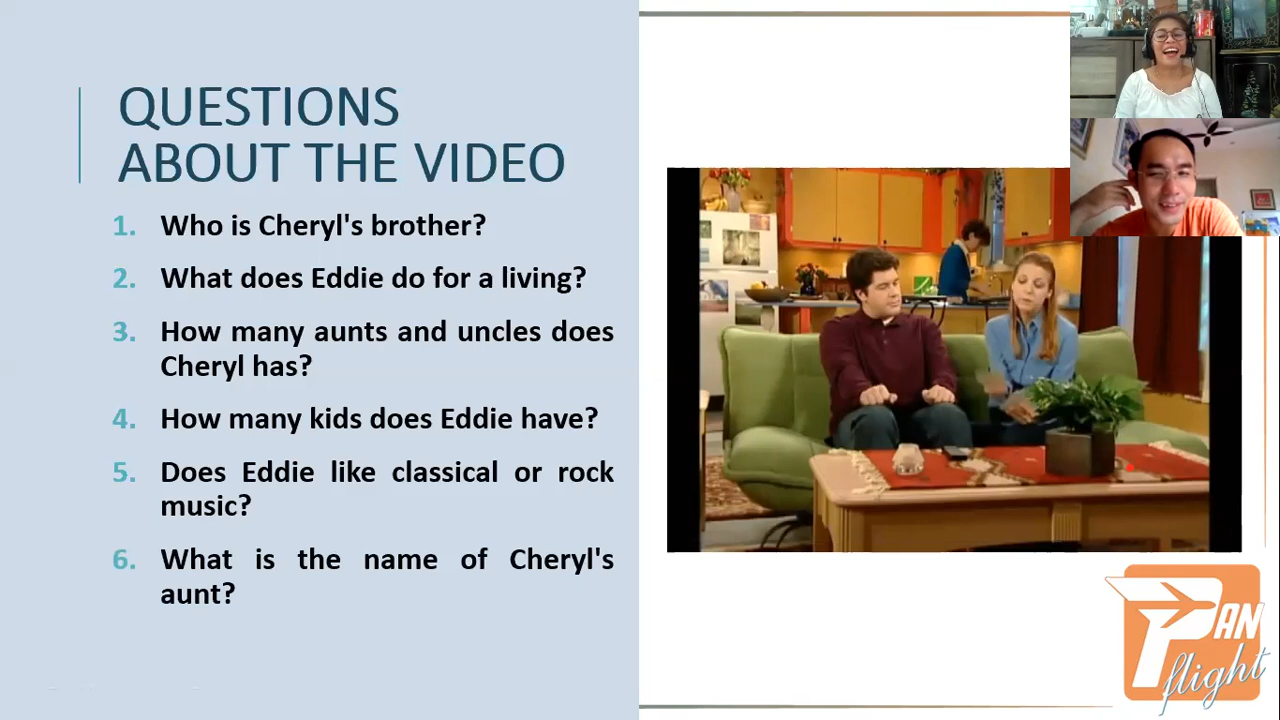 QUESTIONS
ABOUT THE VIDEO
1. Who is Cheryl's brother?
2. What does Eddie do for a living?
3. How many aunts and uncles does
Cheryl has?
4. How many kids does Eddie have?
5. Does Eddie like classical or rock
music?
6. What is the name of Cheryl's
aunt?
PAN
flight